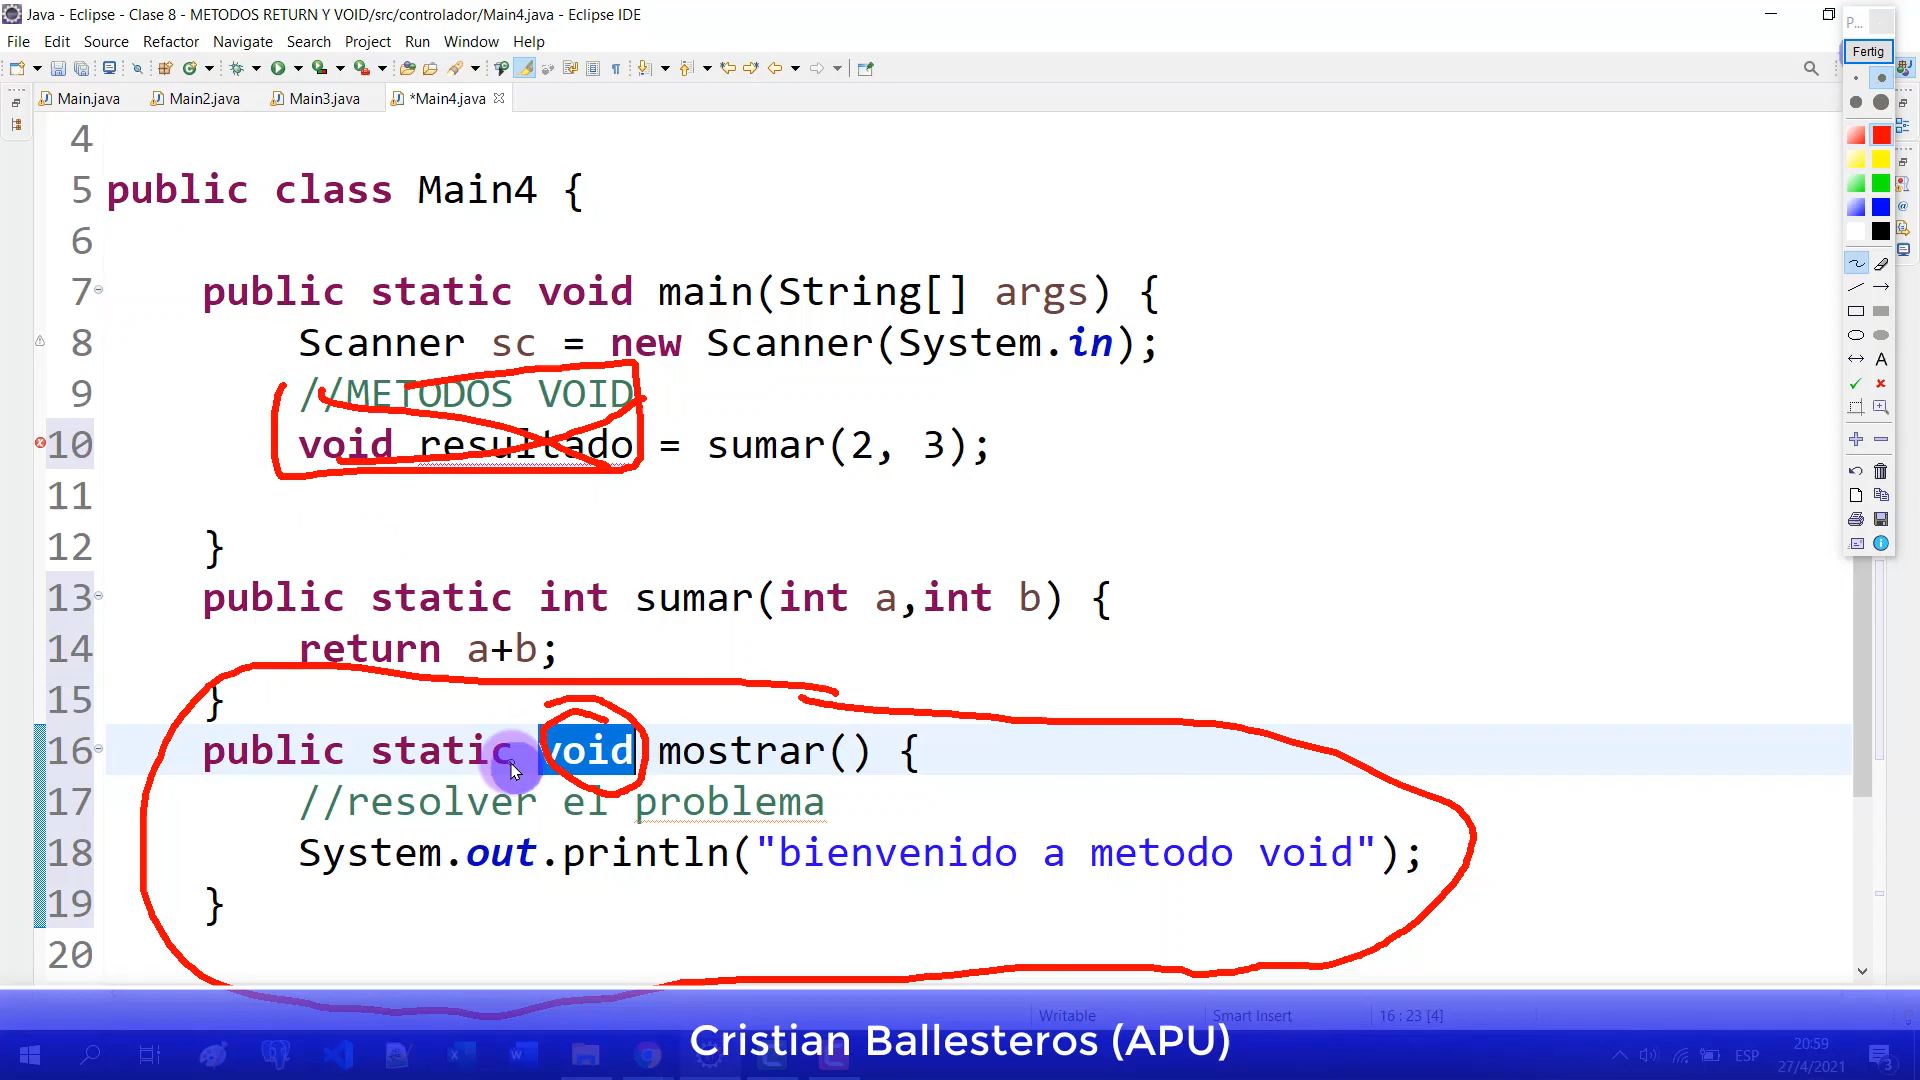 Java - Eclipse - Clase 8 - METODOS RETURN Y VOID/src/controlador/Main4.java - Eclipse IDE
P...
File Edit Source Refactor Navigate Search Project Run Window Help
Fertig
Main.java Main2.java Main3.java *Main4.java
4
5 public class Main4 {
6
7 public static void main(String[] args) {
8 Scanner sc = new Scanner(System.in);
9 //METODOS VOID
10 void resultado = sumar(2, 3);
11
12 }
13 public static int sumar(int a,int b) {
14 return a+b;
15 }
16 public static void mostrar() {
17 //resolver el problema
18 System.out.println("bienvenido a metodo void");
19 }
20
Writable Smart Insert 16 : 23 [4]
Cristian Ballesteros (APU)
ESP
20:59
27/4/2021
3